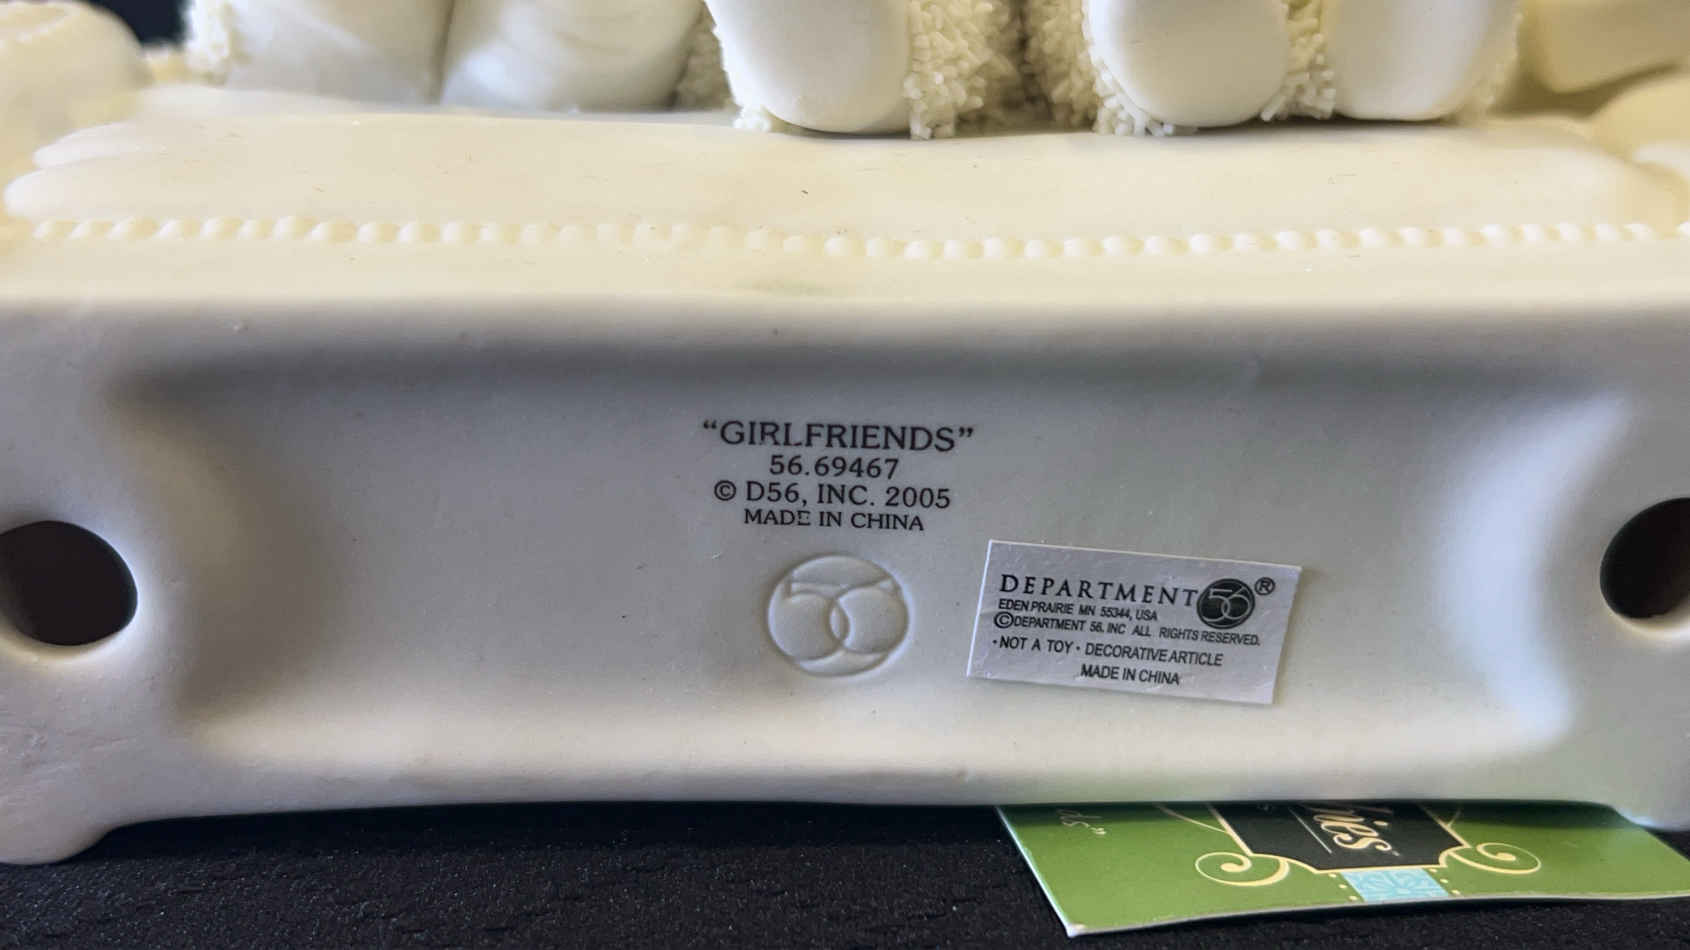 “GIRLFRIENDS”
56.69467
© D56, INC. 2005
MADE IN CHINA
56
DEPARTMENT 56®
EDEN PRAIRIE MN 55344, USA
©DEPARTMENT 56, INC ALL RIGHTS RESERVED.
•NOT A TOY • DECORATIVE ARTICLE
MADE IN CHINA
ds”